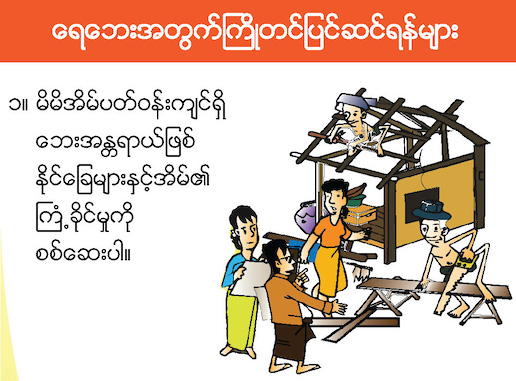 ရေဘေးအတွက်ကြိုတင်ပြင်ဆင်ရန်များ
၁။ မိမိအိမ်ပတ်ဝန်းကျင်ရှိ
ဘေးအန္တရာယ်ဖြစ်
နိုင်ခြေများနှင့်အိမ်၏
ကြံ့ခိုင်မှုကို
စစ်ဆေးပါ။